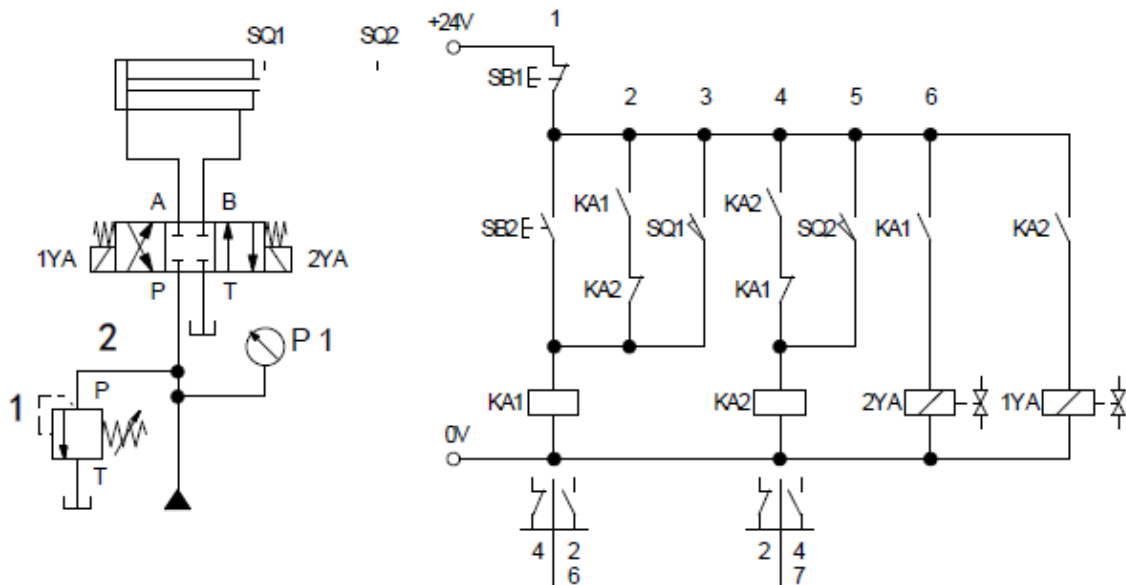 SQ1 SQ2 +24V 1
SB1
2 3 4 5 6
A B
KA1 KA2
SB2 SQ1 SQ2 KA1 KA2
1YA 2YA
P T
KA2 KA1
2 P 1
P
1
KA1 KA2 2YA 1YA
0V
T
4 2 2 4
6 7